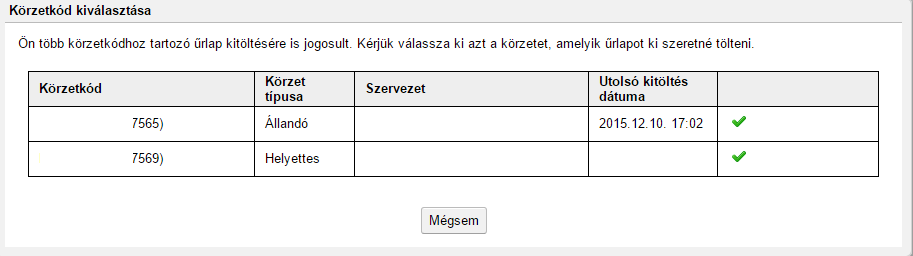 Körzetkód kiválasztása
Ön több körzetkódhoz tartozó űrlap kitöltésére is jogosult. Kérjük válassza ki azt a körzetet, amelyik űrlapot ki szeretné tölteni.
Körzetkód Körzet típusa Szervezet Utolsó kitöltés dátuma
7565) Állandó 2015.12.10. 17:02
7569) Helyettes
Mégsem